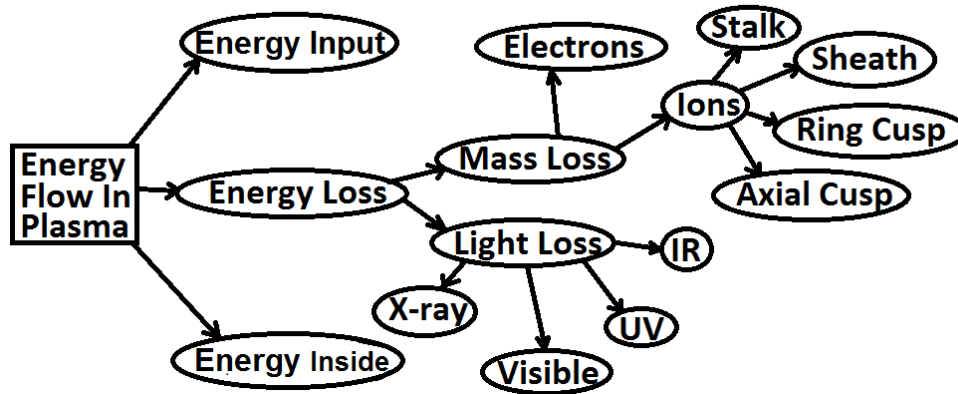 Energy Input
Energy
Flow In
Plasma
Energy Loss
Energy Inside
Mass Loss
Electrons
Ions
Stalk
Sheath
Ring Cusp
Axial Cusp
Light Loss
IR
X-ray
UV
Visible